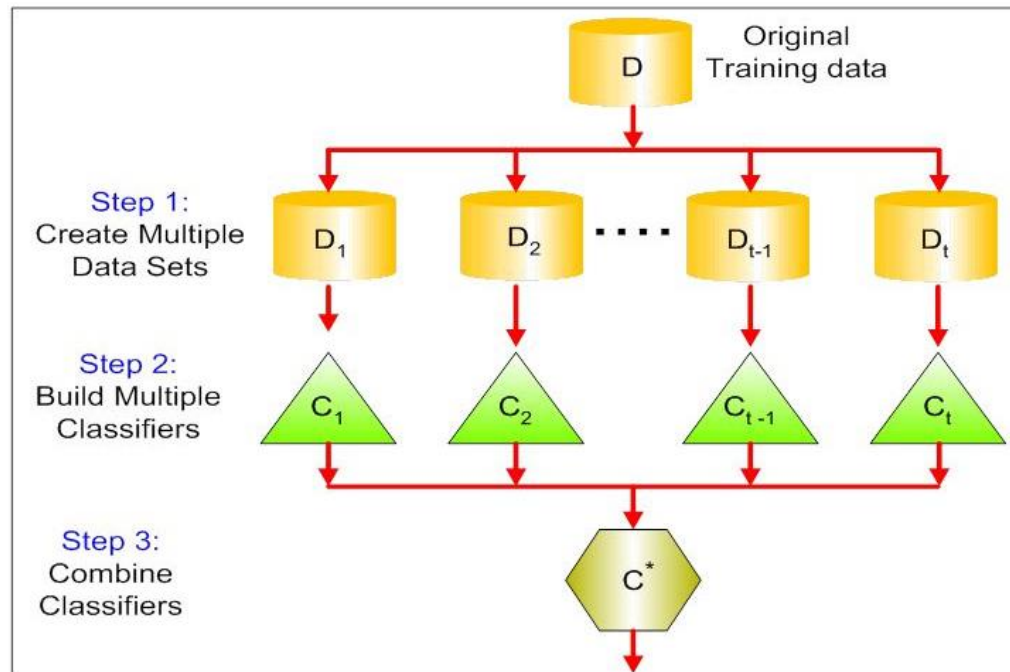 D
Original
Training data
Step 1:
Create Multiple
Data Sets
D₁
D₂
....
Dₜ₋₁
Dₜ
Step 2:
Build Multiple
Classifiers
C₁
C₂
Cₜ₋₁
Cₜ
Step 3:
Combine
Classifiers
C*